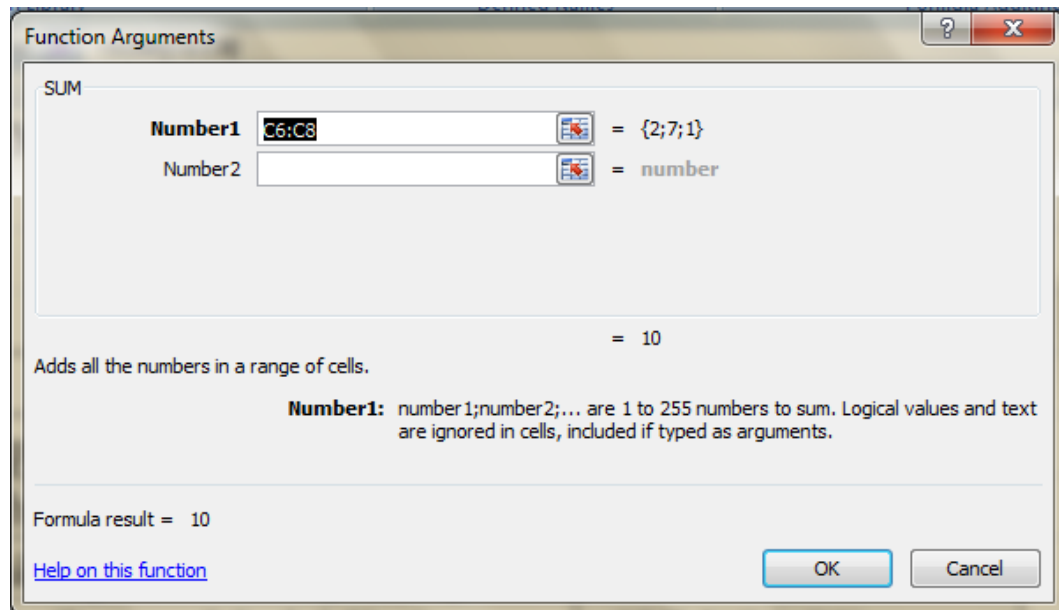 Function Arguments
SUM
Number1 C6:C8 = {2;7;1}
Number2 = number
= 10
Adds all the numbers in a range of cells.
Number1: number1;number2;... are 1 to 255 numbers to sum. Logical values and text
are ignored in cells, included if typed as arguments.
Formula result = 10
Help on this function
OK Cancel